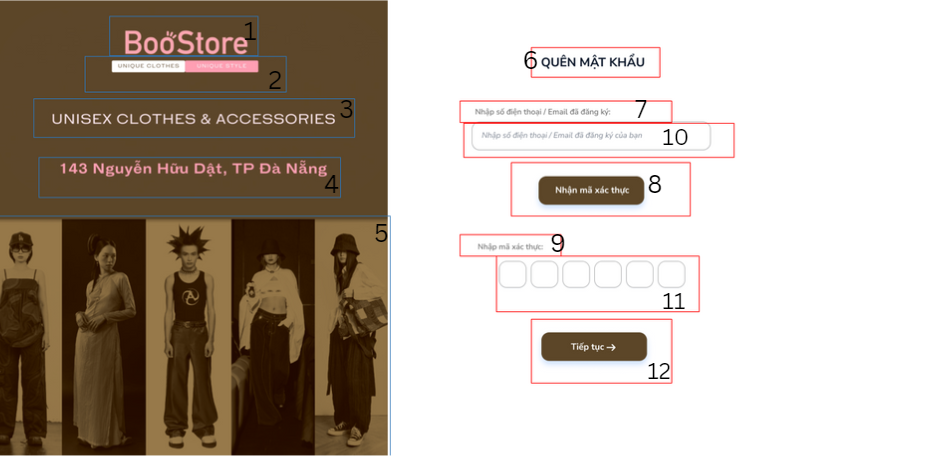 BooStore
1
UNIQUE CLOTHES UNIQUE STYLE
2
UNISEX CLOTHES & ACCESSORIES
3
143 Nguyễn Hữu Dật, TP Đà Nẵng
4
5
6 QUÊN MẬT KHẨU
Nhập số điện thoại / Email đã đăng ký: 7
Nhập số điện thoại / Email đã đăng ký của bạn 10
Nhận mã xác thực 8
Nhập mã xác thực: 9
11
Tiếp tục →
12